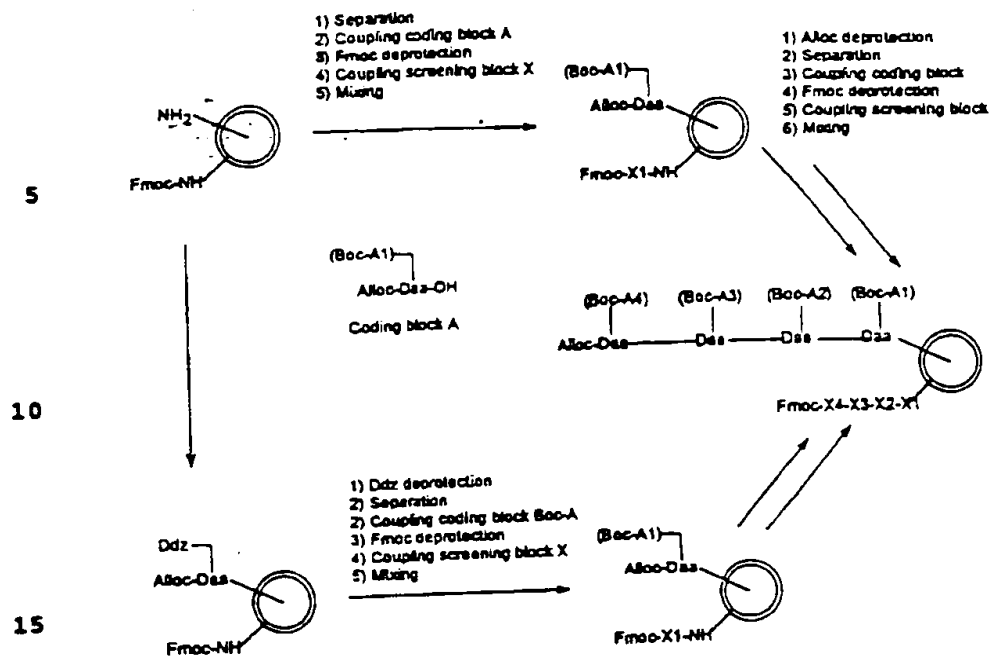 1) Separation
2) Coupling coding block A
3) Fmoc deprotection
4) Coupling screening block X
5) Mixing
1) Alloc deprotection
2) Separation
3) Coupling coding block
4) Fmoc deprotection
5) Coupling screening block
6) Mixing
NH2
Fmoc-NH
(Boc-A1)
Alloc-Daa
Fmoc-X1-NH
5
(Boc-A1)
Alloc-Daa-OH
Coding block A
(Boc-A4) (Boc-A3) (Boc-A2) (Boc-A1)
Alloc-Daa Daa Daa Daa
Fmoc-X4-X3-X2-X1
10
1) Ddz deprotection
2) Separation
2) Coupling coding block Boc-A
3) Fmoc deprotection
4) Coupling screening block X
5) Mixing
Ddz
Alloc-Daa
Fmoc-NH
(Boc-A1)
Alloc-Daa
Fmoc-X1-NH
15